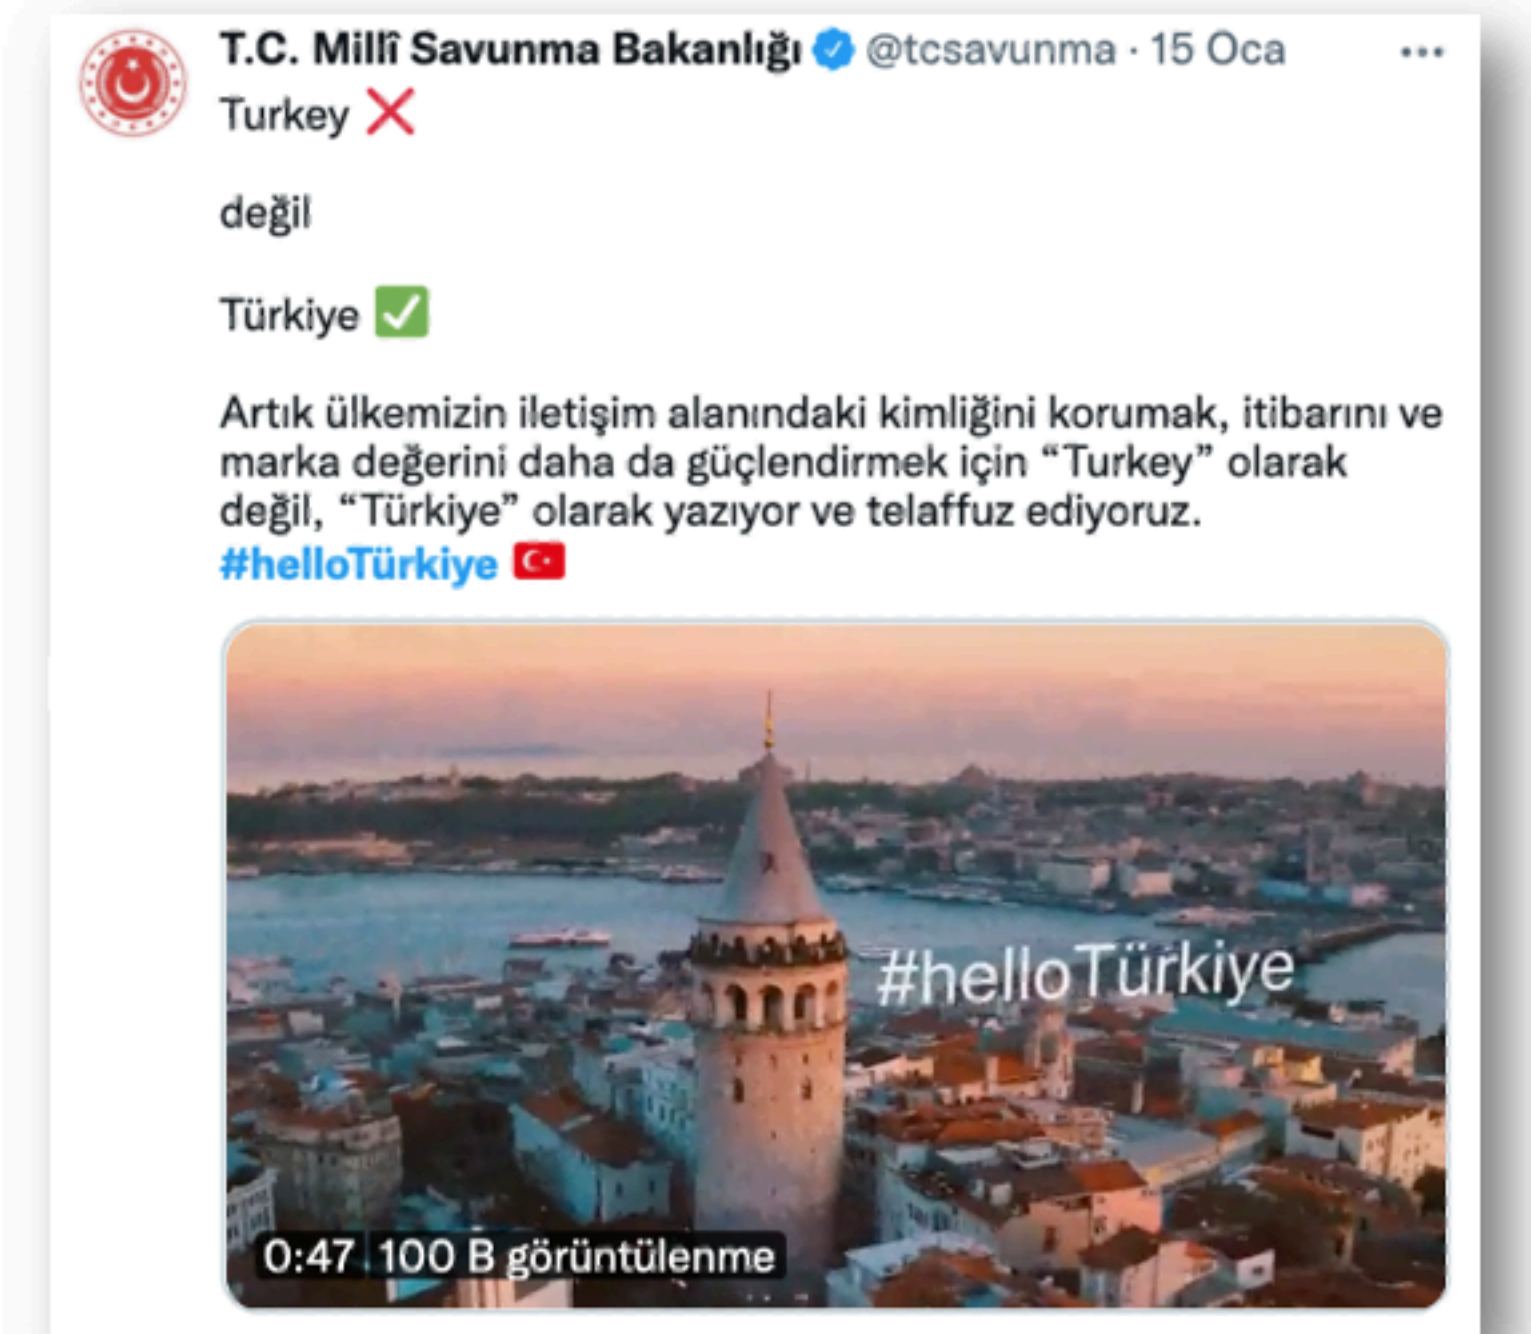 T.C. Millî Savunma Bakanlığı @tcsavunma · 15 Oca
Turkey ❌
değil
Türkiye ✅
Artık ülkemizin iletişim alanındaki kimliğini korumak, itibarını ve
marka değerini daha da güçlendirmek için “Turkey” olarak
değil, “Türkiye” olarak yazıyor ve telaffuz ediyoruz.
#helloTürkiye 🇹🇷
#helloTürkiye
0:47 100 B görüntülenme